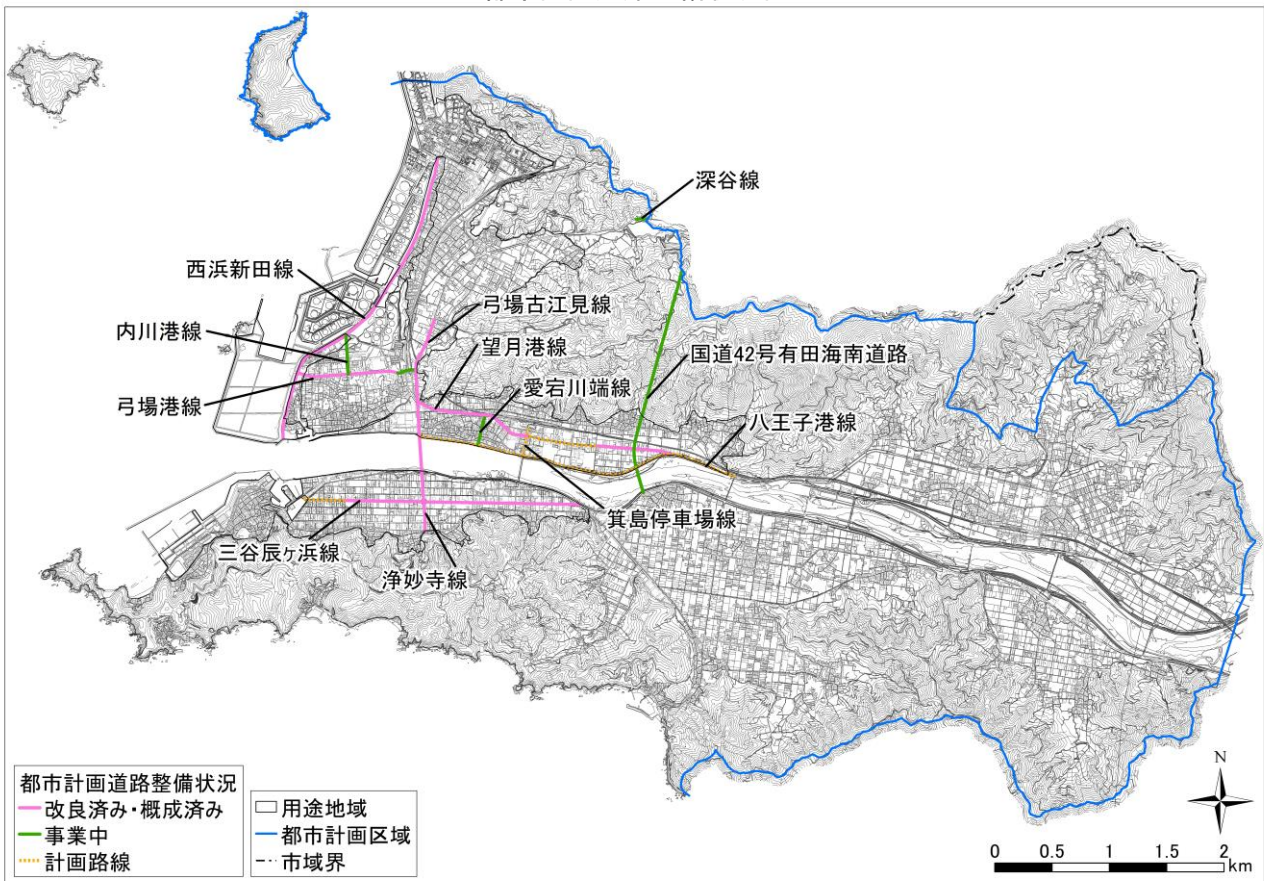 深谷線
西浜新田線
内川港線
弓場古江見線
望月港線
国道42号有田海南道路
弓場港線
愛宕川端線
八王子港線
箕島停車場線
三谷辰ヶ浜線
浄妙寺線
都市計画道路整備状況
改良済み・概成済み
事業中
計画路線
用途地域
都市計画区域
市域界
N
0 0.5 1 1.5 2
km